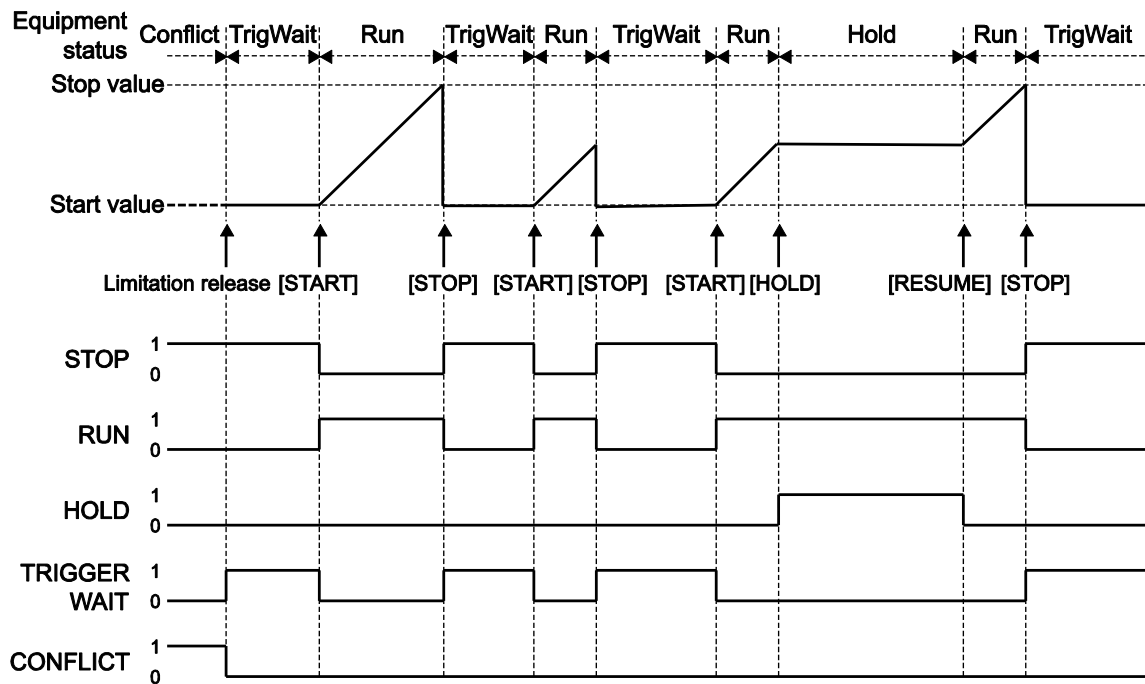 Equipment
status
Conflict TrigWait Run TrigWait Run TrigWait Run Hold Run TrigWait
Stop value
Start value
Limitation release [START] [STOP] [START] [STOP] [START] [HOLD] [RESUME] [STOP]
STOP 1
0
RUN 1
0
HOLD 1
0
TRIGGER
WAIT 1
0
CONFLICT 1
0